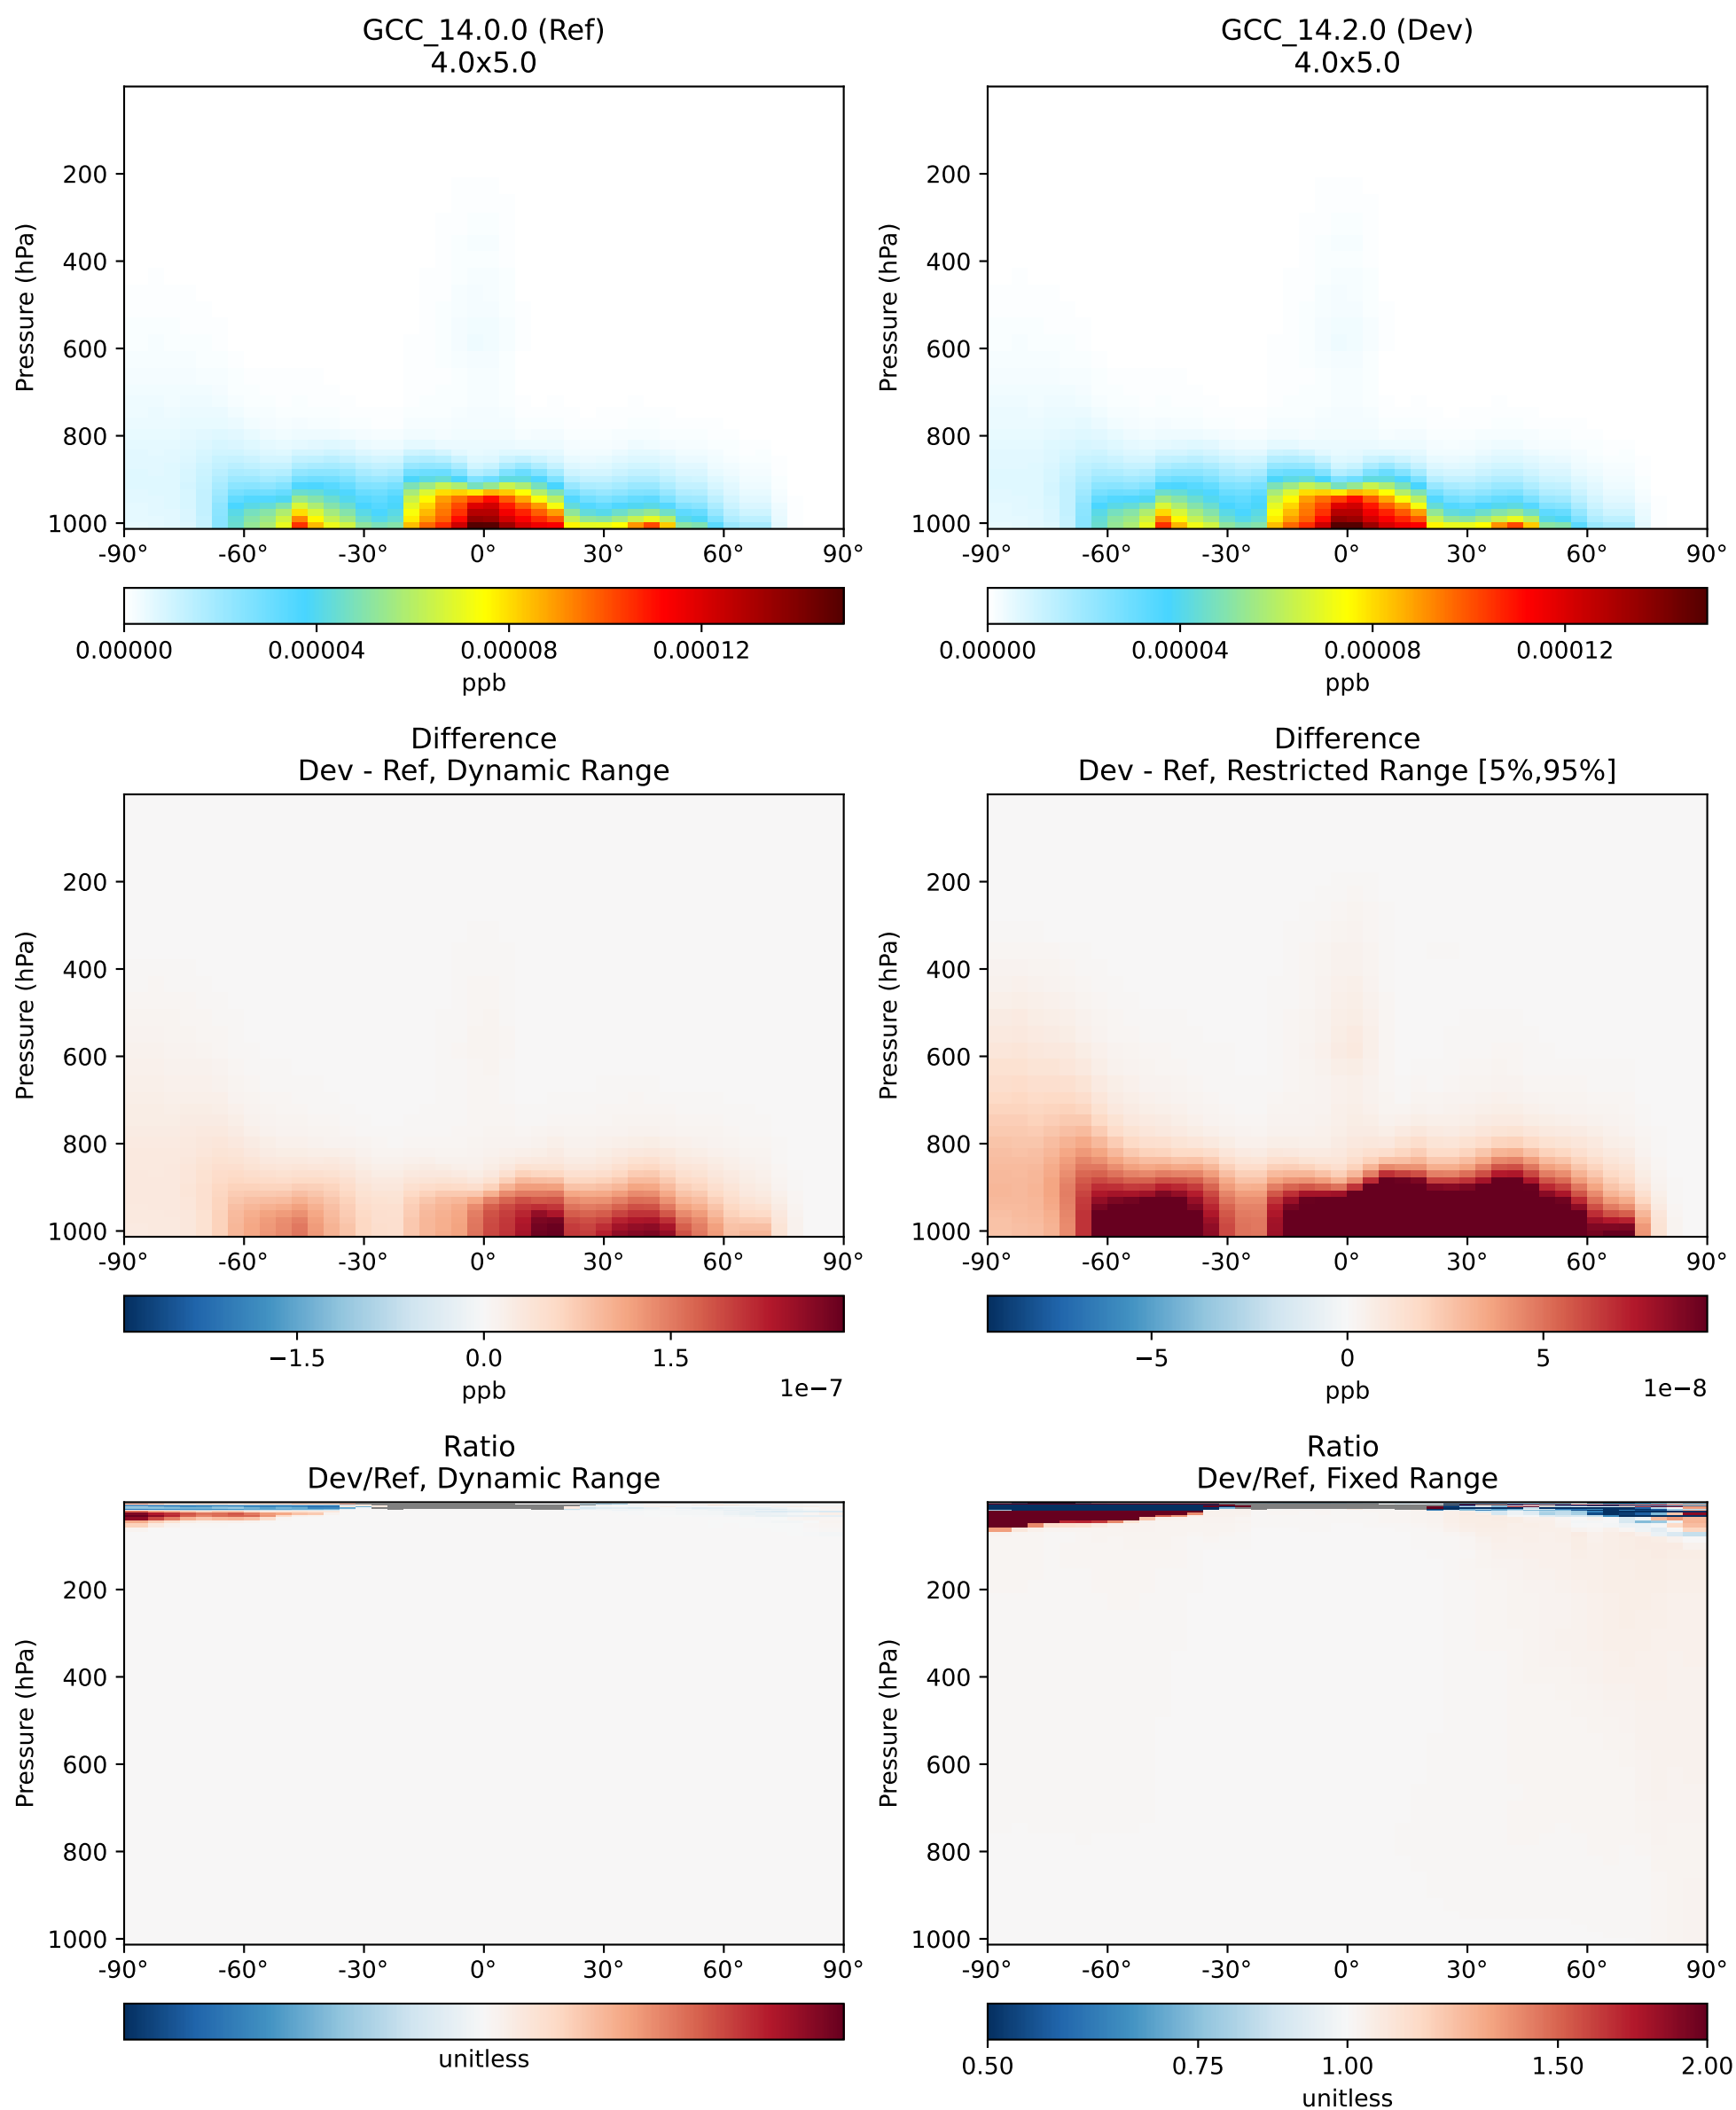 GCC_14.0.0 (Ref)
4.0x5.0
GCC_14.2.0 (Dev)
4.0x5.0
Pressure (hPa)
200
400
600
800
1000
-90° -60° -30° 0° 30° 60° 90°
0.00000 0.00004 0.00008 0.00012
ppb
Pressure (hPa)
200
400
600
800
1000
-90° -60° -30° 0° 30° 60° 90°
0.00000 0.00004 0.00008 0.00012
ppb
Difference
Dev - Ref, Dynamic Range
Pressure (hPa)
200
400
600
800
1000
-90° -60° -30° 0° 30° 60° 90°
−1.5 0.0 1.5
ppb 1e−7
Difference
Dev - Ref, Restricted Range [5%,95%]
Pressure (hPa)
200
400
600
800
1000
-90° -60° -30° 0° 30° 60° 90°
−5 0 5
ppb 1e−8
Ratio
Dev/Ref, Dynamic Range
Pressure (hPa)
200
400
600
800
1000
-90° -60° -30° 0° 30° 60° 90°
unitless
Ratio
Dev/Ref, Fixed Range
Pressure (hPa)
200
400
600
800
1000
-90° -60° -30° 0° 30° 60° 90°
0.50 0.75 1.00 1.50 2.00
unitless